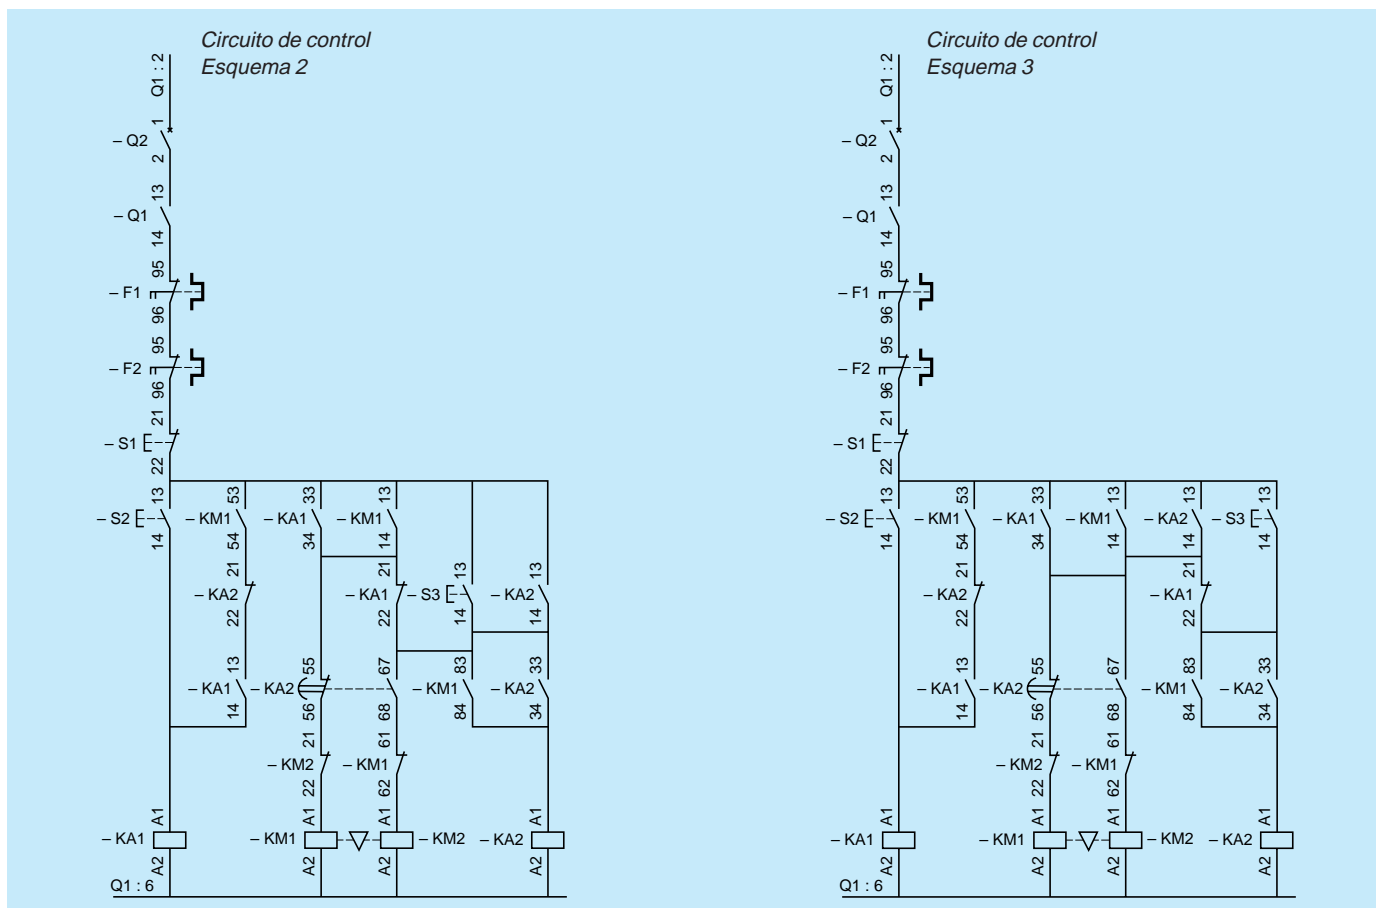 Circuito de control
Esquema 2
Q1 : 2
1
– Q2
2
13
– Q1
14
95
– F1
96
95
– F2
96
21
– S1
22
13 53 33 13
– S2 – KM1 – KA1 – KM1
14 54 34 14
21 21 13 13
– KA2 – KA1 – S3 – KA2
22 22 14 14
13 55 67 83 33
– KA1 – KA2 – KM1 – KA2
14 56 68 84 34
21 61
– KM2 – KM1
22 62
A1 A1 A1 A1
– KA1 – KM1 – KM2 – KA2
A2 A2 A2 A2
Q1 : 6
Circuito de control
Esquema 3
Q1 : 2
1
– Q2
2
13
– Q1
14
95
– F1
96
95
– F2
96
21
– S1
22
13 53 33 13 13 13
– S2 – KM1 – KA1 – KM1 – KA2 – S3
14 54 34 14 14 14
21 21
– KA2 – KA1
22 22
13 55 67 83 33
– KA1 – KA2 – KM1 – KA2
14 56 68 84 34
21 61
– KM2 – KM1
22 62
A1 A1 A1 A1
– KA1 – KM1 – KM2 – KA2
A2 A2 A2 A2
Q1 : 6